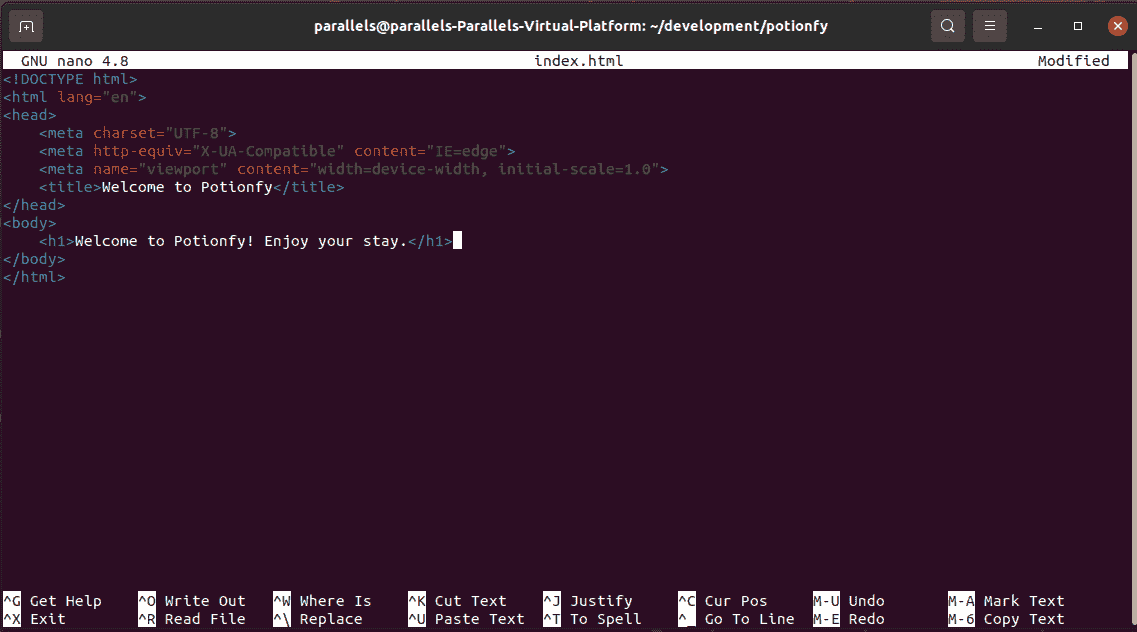 parallels@parallels-Parallels-Virtual-Platform: ~/development/potionfy
GNU nano 4.8 index.html Modified
<!DOCTYPE html>
<html lang="en">
<head>
    <meta charset="UTF-8">
    <meta http-equiv="X-UA-Compatible" content="IE=edge">
    <meta name="viewport" content="width=device-width, initial-scale=1.0">
    <title>Welcome to Potionfy</title>
</head>
<body>
    <h1>Welcome to Potionfy! Enjoy your stay.</h1>
</body>
</html>
^G Get Help ^O Write Out ^W Where Is ^K Cut Text ^J Justify ^C Cur Pos M-U Undo M-A Mark Text
^X Exit ^R Read File ^\ Replace ^U Paste Text ^T To Spell ^_ Go To Line M-E Redo M-6 Copy Text